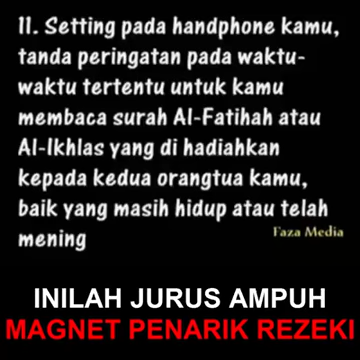 11. Setting pada handphone kamu,
tanda peringatan pada waktu-
waktu tertentu untuk kamu
membaca surah Al-Fatihah atau
Al-Ikhlas yang di hadiahkan
kepada kedua orangtua kamu,
baik yang masih hidup atau telah
mening
Faza Media
INILAH JURUS AMPUH
MAGNET PENARIK REZEKI